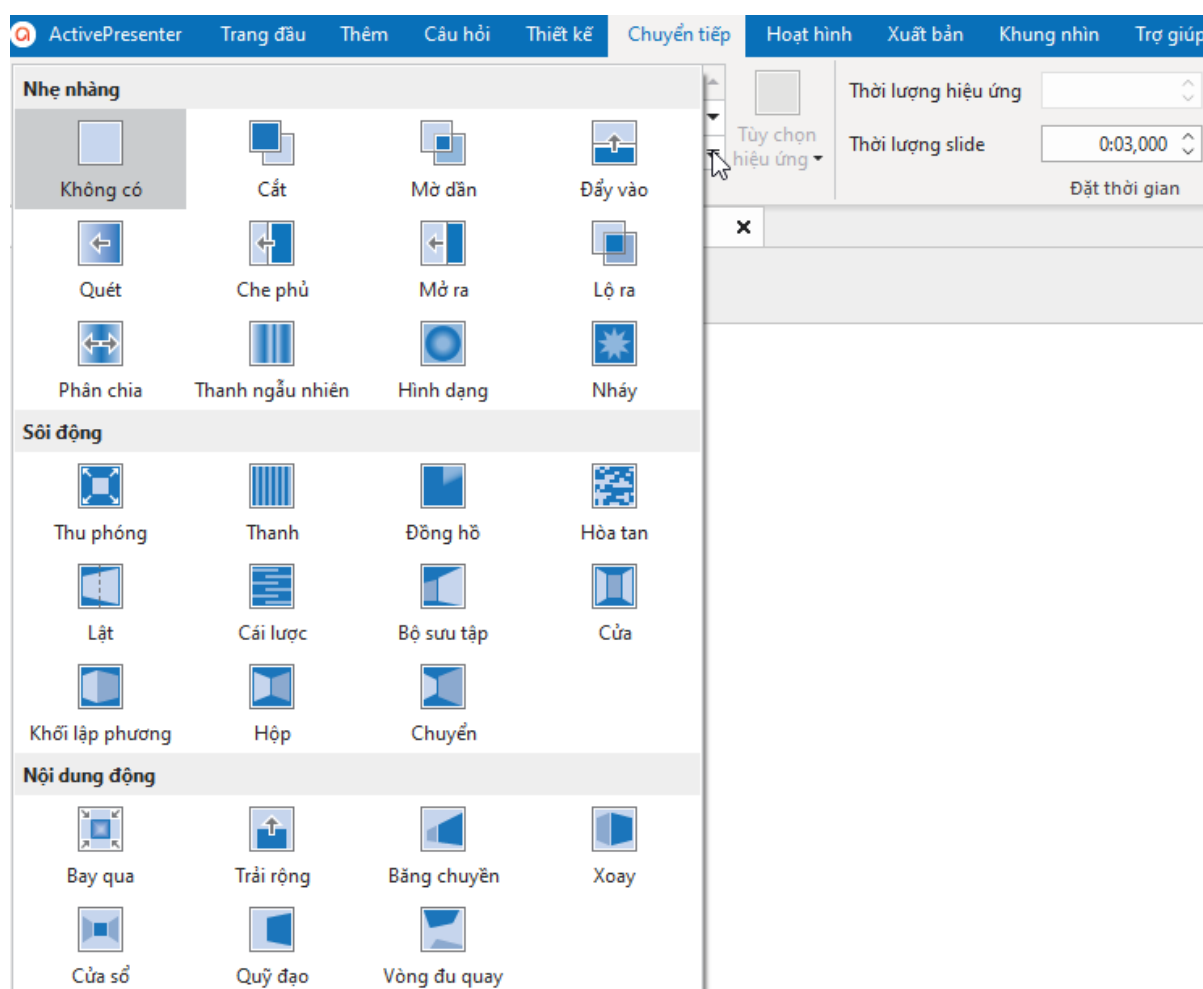 ActivePresenter Trang đầu Thêm Câu hỏi Thiết kế Chuyển tiếp Hoạt hình Xuất bản Khung nhìn Trợ giúp
Nhẹ nhàng
Không có Cắt Mờ dần Đẩy vào
Quét Che phủ Mở ra Lộ ra
Phân chia Thanh ngẫu nhiên Hình dạng Nháy
Sôi động
Thu phóng Thanh Đồng hồ Hòa tan
Lật Cái lược Bộ sưu tập Cửa
Khối lập phương Hộp Chuyển
Nội dung động
Bay qua Trải rộng Băng chuyền Xoay
Cửa sổ Quỹ đạo Vòng đu quay
Tùy chọn
hiệu ứng
Thời lượng hiệu ứng
Thời lượng slide 0:03,000
Đặt thời gian